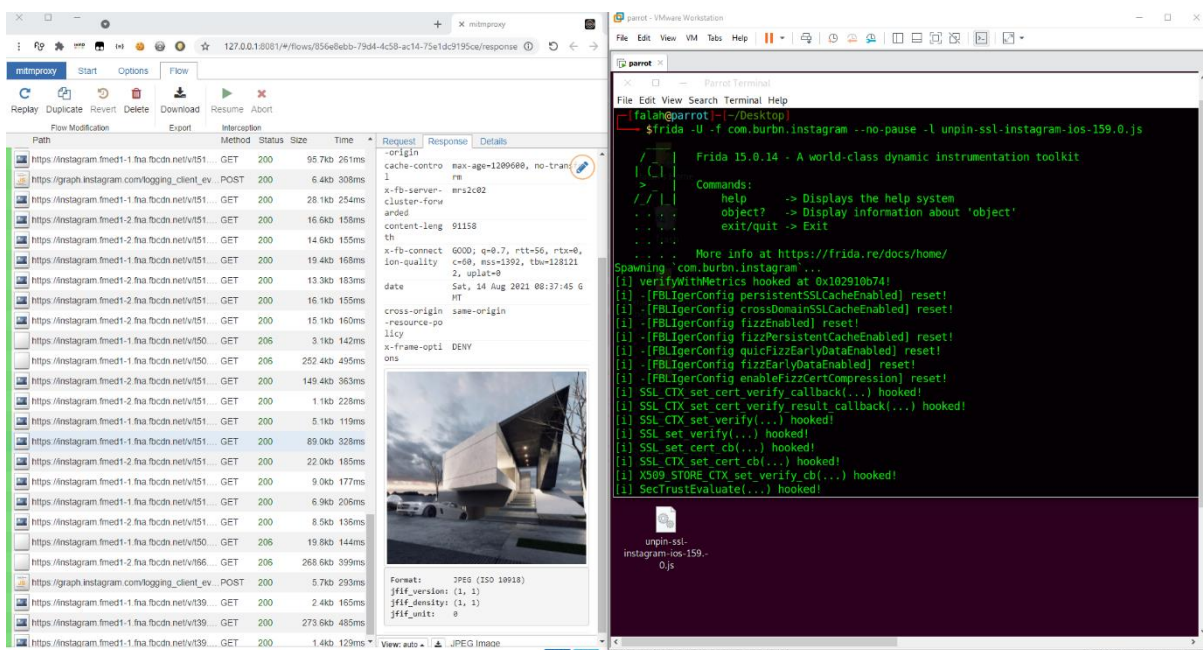 mitmproxy
127.0.0.1:8081/#/flows/856e8ebb-79d4-4c58-ac14-75e1dc9195ce/response
mitmproxy Start Options Flow
Replay Duplicate Revert Delete Download Resume Abort
Flow Modification Export Interception
Path Method Status Size Time
https://instagram.fmed1-1.fna.fbcdn.net/v/t51.... GET 200 95.7kb 261ms
https://graph.instagram.com/logging_client_ev... POST 200 6.4kb 308ms
https://instagram.fmed1-1.fna.fbcdn.net/v/t51.... GET 200 28.1kb 254ms
https://instagram.fmed1-2.fna.fbcdn.net/v/t51.... GET 200 16.6kb 158ms
https://instagram.fmed1-2.fna.fbcdn.net/v/t51.... GET 200 14.6kb 155ms
https://instagram.fmed1-1.fna.fbcdn.net/v/t51.... GET 200 19.4kb 168ms
https://instagram.fmed1-2.fna.fbcdn.net/v/t51.... GET 200 13.3kb 183ms
https://instagram.fmed1-2.fna.fbcdn.net/v/t51.... GET 200 16.1kb 155ms
https://instagram.fmed1-2.fna.fbcdn.net/v/t51.... GET 200 15.1kb 160ms
https://instagram.fmed1-1.fna.fbcdn.net/v/t50.... GET 206 3.1kb 142ms
https://instagram.fmed1-1.fna.fbcdn.net/v/t50.... GET 206 252.4kb 495ms
https://instagram.fmed1-2.fna.fbcdn.net/v/t51.... GET 200 149.4kb 363ms
https://instagram.fmed1-1.fna.fbcdn.net/v/t51.... GET 200 1.1kb 228ms
https://instagram.fmed1-2.fna.fbcdn.net/v/t51.... GET 200 5.1kb 119ms
https://instagram.fmed1-1.fna.fbcdn.net/v/t51.... GET 200 89.0kb 328ms
https://instagram.fmed1-2.fna.fbcdn.net/v/t51.... GET 200 22.0kb 185ms
https://instagram.fmed1-1.fna.fbcdn.net/v/t51.... GET 200 9.0kb 177ms
https://instagram.fmed1-1.fna.fbcdn.net/v/t51.... GET 200 6.9kb 206ms
https://instagram.fmed1-2.fna.fbcdn.net/v/t51.... GET 200 8.5kb 136ms
https://instagram.fmed1-1.fna.fbcdn.net/v/t50.... GET 206 19.8kb 144ms
https://instagram.fmed1-2.fna.fbcdn.net/v/t66.... GET 206 268.6kb 399ms
https://graph.instagram.com/logging_client_ev... POST 200 5.7kb 293ms
https://instagram.fmed1-1.fna.fbcdn.net/v/t39.... GET 200 2.4kb 165ms
https://instagram.fmed1-1.fna.fbcdn.net/v/t39.... GET 200 273.6kb 485ms
https://instagram.fmed1-1.fna.fbcdn.net/v/t39.... GET 200 1.4kb 129ms
Request Response Details
-origin
cache-contro max-age=1209600, no-transfo
l rm
x-fb-server- mrs2c02
cluster-forw
arded
content-leng 91158
th
x-fb-connect GOOD; q=0.7, rtt=56, rtx=0,
ion-quality c=60, mss=1392, tbw=128121
2, uplat=0
date Sat, 14 Aug 2021 08:37:45 G
MT
cross-origin same-origin
-resource-po
licy
x-frame-opti DENY
ons
Format: JPEG (ISO 10918)
jfif_version: (1, 1)
jfif_density: (1, 1)
jfif_unit: 0
View: auto JPEG Image
parrot - VMware Workstation
File Edit View VM Tabs Help
parrot
Parrot Terminal
File Edit View Search Terminal Help
[falah@parrot]-[~/Desktop]
$frida -U -f com.burbn.instagram --no-pause -l unpin-ssl-instagram-ios-159.0.js
Frida 15.0.14 - A world-class dynamic instrumentation toolkit
Commands:
help -> Displays the help system
object? -> Display information about 'object'
exit/quit -> Exit
More info at https://frida.re/docs/home/
Spawning `com.burbn.instagram`...
[i] verifyWithMetrics hooked at 0x102910b74!
[i] -[FBLIgerConfig persistentSSLCacheEnabled] reset!
[i] -[FBLIgerConfig crossDomainSSLCacheEnabled] reset!
[i] -[FBLIgerConfig fizzEnabled] reset!
[i] -[FBLIgerConfig fizzPersistentCacheEnabled] reset!
[i] -[FBLIgerConfig quicFizzEarlyDataEnabled] reset!
[i] -[FBLIgerConfig fizzEarlyDataEnabled] reset!
[i] -[FBLIgerConfig enableFizzCertCompression] reset!
[i] SSL_CTX_set_cert_verify_callback(...) hooked!
[i] SSL_CTX_set_cert_verify_result_callback(...) hooked!
[i] SSL_CTX_set_verify(...) hooked!
[i] SSL_set_verify(...) hooked!
[i] SSL_set_cert_cb(...) hooked!
[i] SSL_CTX_set_cert_cb(...) hooked!
[i] X509_STORE_CTX_set_verify_cb(...) hooked!
[i] SecTrustEvaluate(...) hooked!
unpin-ssl-
instagram-ios-159.-
0.js